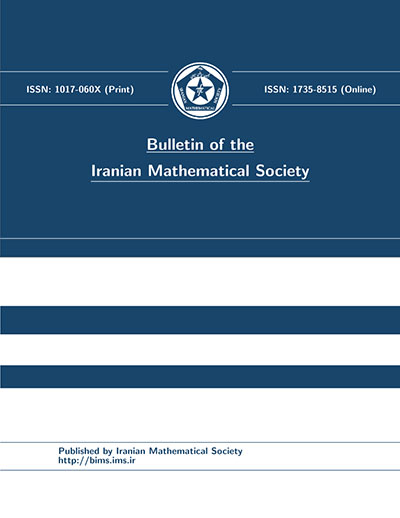 ISSN: 1017-060X (Print)
ISSN: 1735-8515 (Online)
Bulletin of the
Iranian Mathematical Society
Published by Iranian Mathematical Society
http://bims.ims.ir